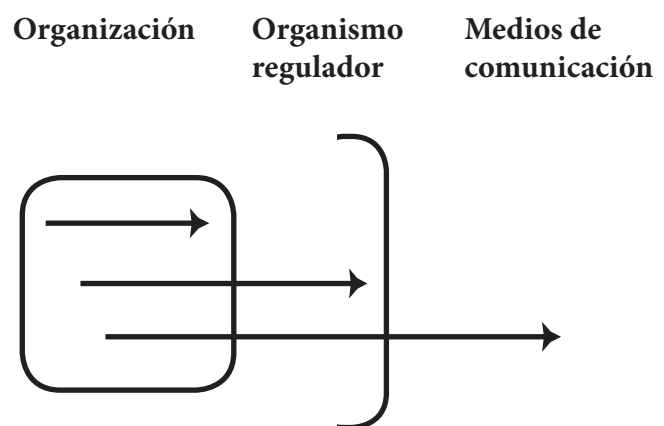 Organización
Organismo
regulador
Medios de
comunicación